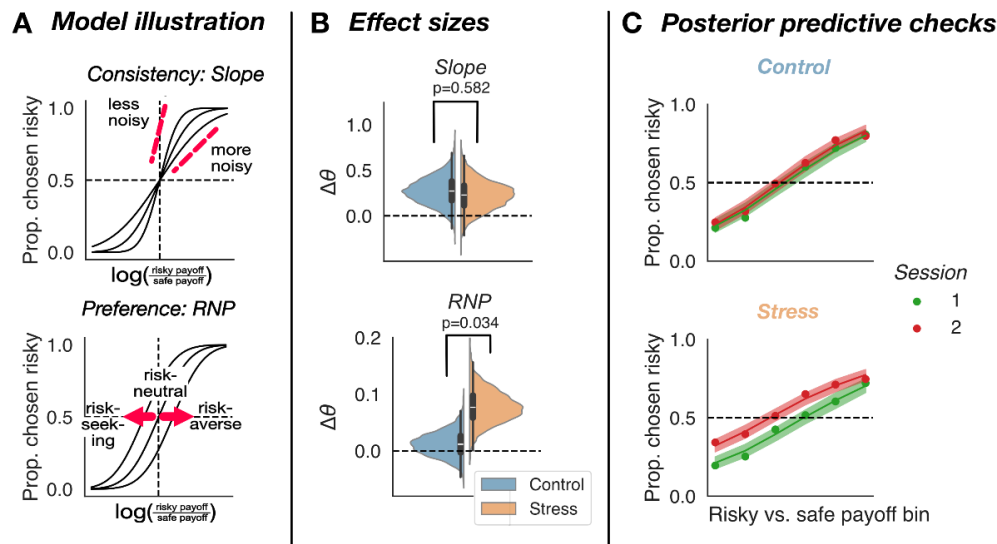 A Model illustration
Consistency: Slope
Prop. chosen risky
1.0
0.5
0.0
less
noisy
more
noisy
log(risky payoff/safe payoff)
Preference: RNP
Prop. chosen risky
1.0
0.5
0.0
risk-
neutral
risk-
seek-
ing
risk-
averse
log(risky payoff/safe payoff)
B Effect sizes
Slope
p=0.582
Δθ
1.0
0.5
0.0
RNP
p=0.034
Δθ
0.2
0.1
0.0
Control
Stress
C Posterior predictive checks
Control
Prop. chosen risky
1.0
0.5
0.0
Session
1
2
Stress
Prop. chosen risky
1.0
0.5
0.0
Risky vs. safe payoff bin